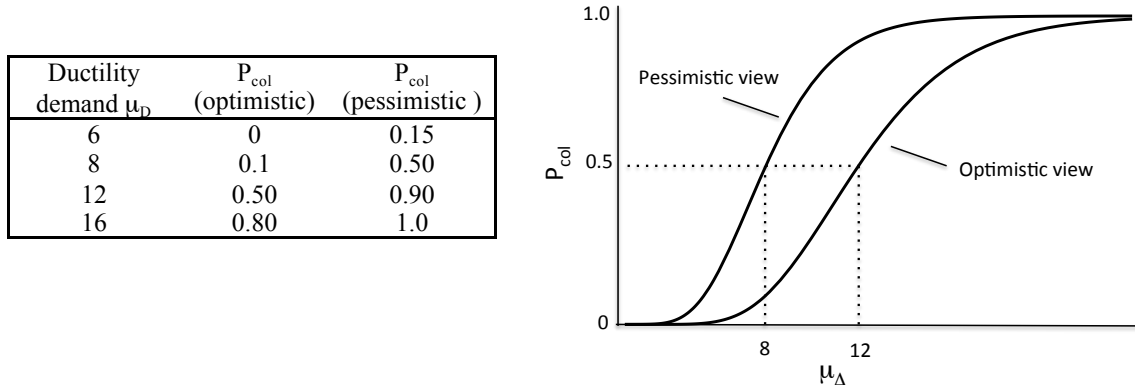 Ductility demand μD
Pcol (optimistic)
Pcol (pessimistic )
6 0 0.15
8 0.1 0.50
12 0.50 0.90
16 0.80 1.0
1.0
Pessimistic view
0.5
Optimistic view
Pcol
0
8 12
μΔ